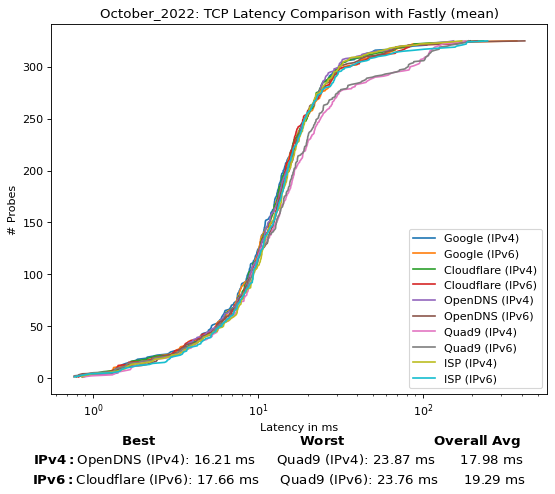 October_2022: TCP Latency Comparison with Fastly (mean)
# Probes
300
250
200
150
100
50
0
Google (IPv4)
Google (IPv6)
Cloudflare (IPv4)
Cloudflare (IPv6)
OpenDNS (IPv4)
OpenDNS (IPv6)
Quad9 (IPv4)
Quad9 (IPv6)
ISP (IPv4)
ISP (IPv6)
10⁰ 10¹ 10²
Latency in ms
Best Worst Overall Avg
IPv4: OpenDNS (IPv4): 16.21 ms Quad9 (IPv4): 23.87 ms 17.98 ms
IPv6: Cloudflare (IPv6): 17.66 ms Quad9 (IPv6): 23.76 ms 19.29 ms